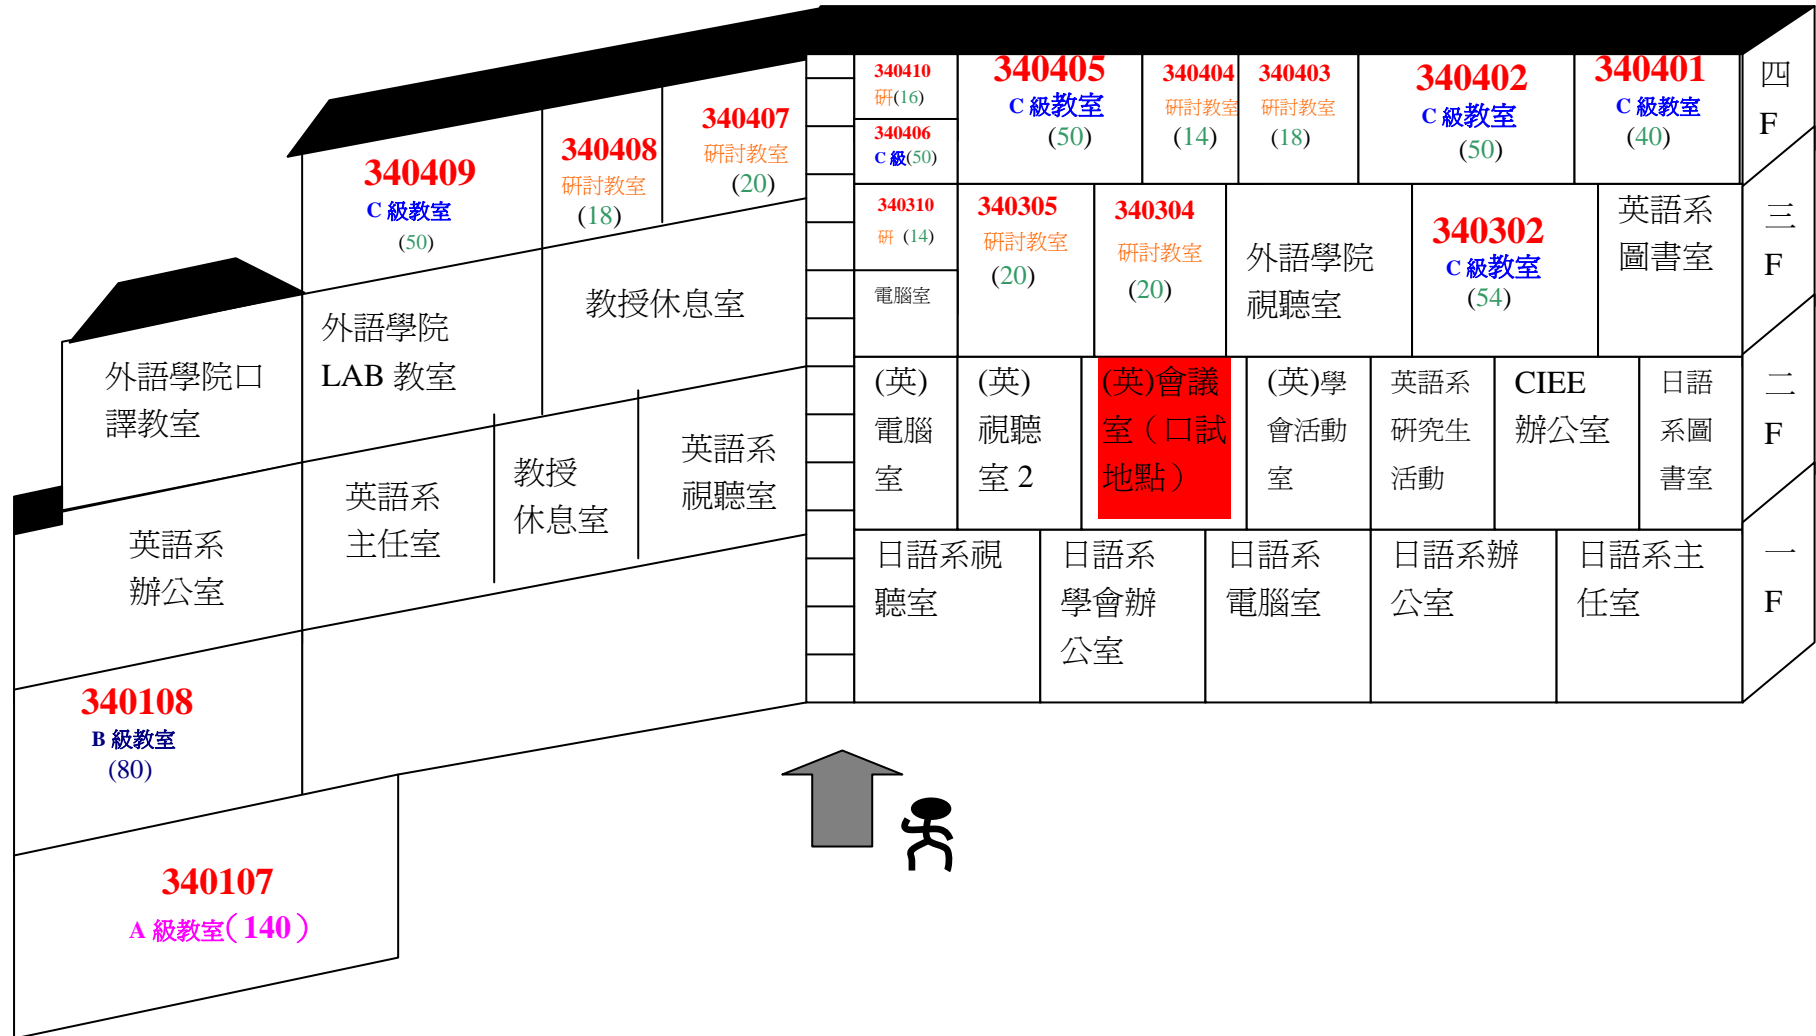 340410
研(16)
340406
C 級(50)
340405
C 級教室
(50)
340404
研討教室
(14)
340403
研討教室
(18)
340402
C 級教室
(50)
340401
C 級教室
(40)
四
F
340409
C 級教室
(50)
340408
研討教室
(18)
340407
研討教室
(20)
340310
研 (14)
電腦室
340305
研討教室
(20)
340304
研討教室
(20)
外語學院
視聽室
340302
C 級教室
(54)
英語系
圖書室
三
F
外語學院口
譯教室
外語學院
LAB 教室
教授休息室
(英)
電腦
室
(英)
視聽
室 2
(英)會議
室（口試
地點）
(英)學
會活動
室
英語系
研究生
活動
CIEE
辦公室
日語
系圖
書室
二
F
英語系
辦公室
英語系
主任室
教授
休息室
英語系
視聽室
日語系視
聽室
日語系
學會辦
公室
日語系
電腦室
日語系辦
公室
日語系主
任室
一
F
340108
B 級教室
(80)
340107
A 級教室（140）